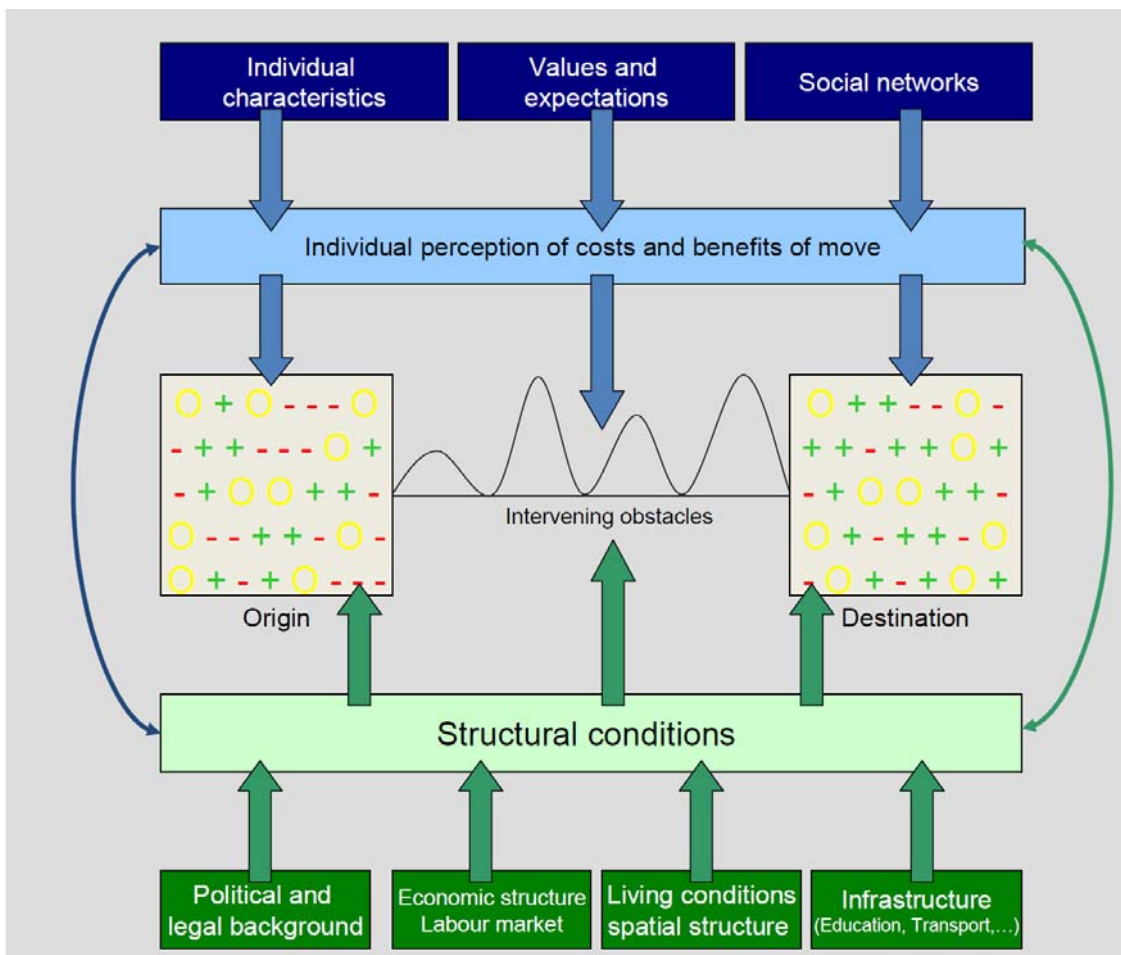 Individual
characteristics
Values and
expectations
Social networks
Individual perception of costs and benefits of move
O + O - - - O
- + + - - - O +
- + O O + + -
O - - + + - O -
O + - + O - - -
Intervening obstacles
O + + - - O -
+ + - + + O +
- + O O + + -
O + - + + - O
- O + - + O +
Origin
Destination
Structural conditions
Political and
legal background
Economic structure
Labour market
Living conditions
spatial structure
Infrastructure
(Education, Transport,...)